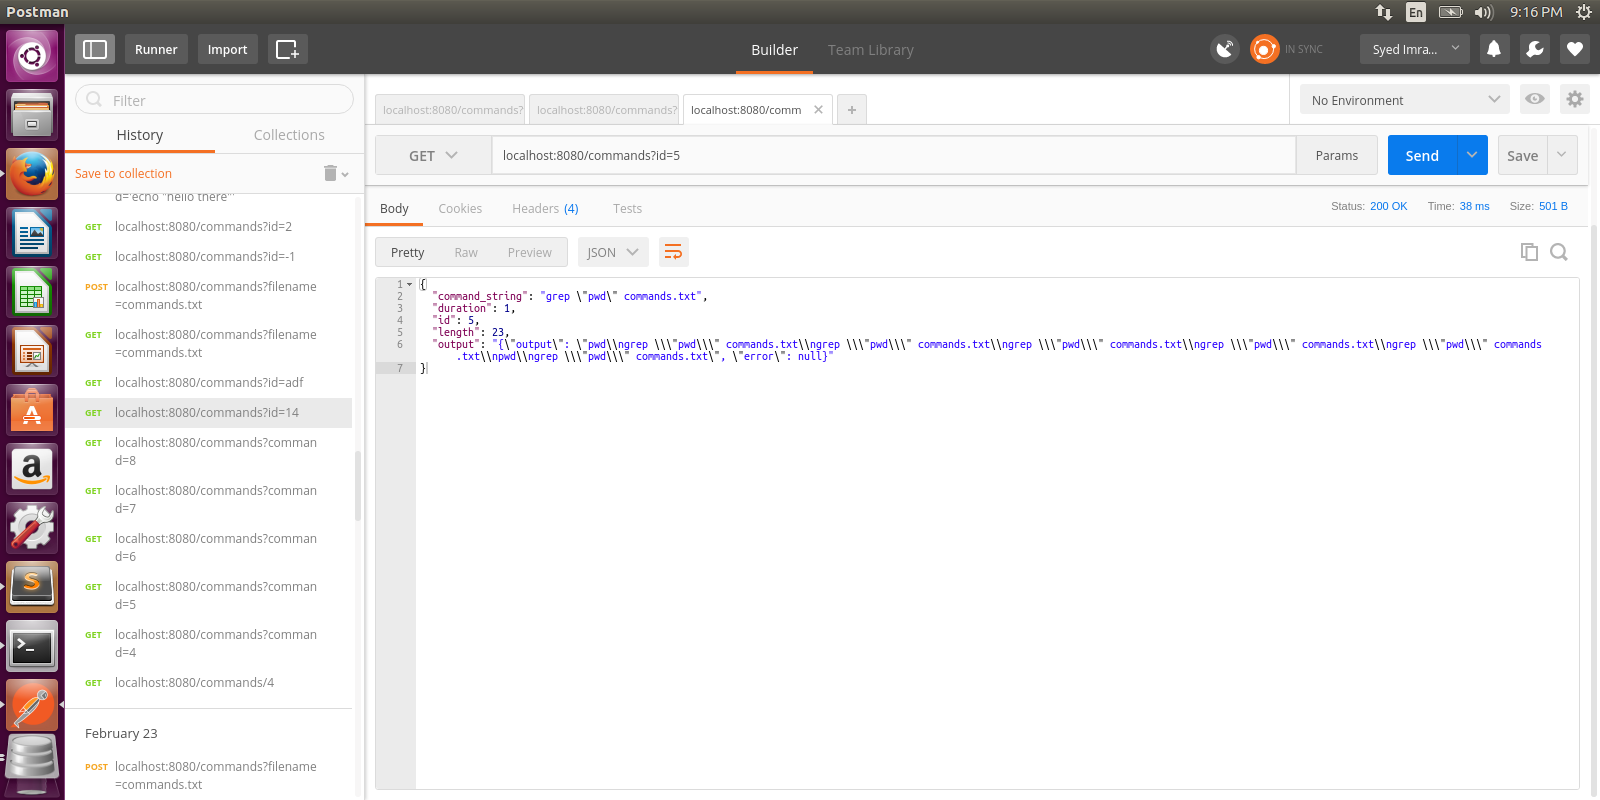 Postman
En
9:16 PM
Runner
Import
Builder
Team Library
IN SYNC
Syed Imra...
Filter
History
Collections
Save to collection
d='echo "hello there"'
GET localhost:8080/commands?id=2
GET localhost:8080/commands?id=-1
POST localhost:8080/commands?filename
=commands.txt
GET localhost:8080/commands?filename
=commands.txt
GET localhost:8080/commands?id=adf
GET localhost:8080/commands?id=14
GET localhost:8080/commands?comman
d=8
GET localhost:8080/commands?comman
d=7
GET localhost:8080/commands?comman
d=6
GET localhost:8080/commands?comman
d=5
GET localhost:8080/commands?comman
d=4
GET localhost:8080/commands/4
February 23
POST localhost:8080/commands?filename
=commands.txt
localhost:8080/commands?
localhost:8080/commands?
localhost:8080/comm
No Environment
GET
localhost:8080/commands?id=5
Params
Send
Save
Body
Cookies
Headers (4)
Tests
Status: 200 OK
Time: 38 ms
Size: 501 B
Pretty
Raw
Preview
JSON
1 {
2 "command_string": "grep \"pwd\" commands.txt",
3 "duration": 1,
4 "id": 5,
5 "length": 23,
6 "output": "{\"output\": \"pwd\\ngrep \\\"pwd\\\" commands.txt\\ngrep \\\"pwd\\\" commands.txt\\ngrep \\\"pwd\\\" commands.txt\\ngrep \\\"pwd\\\" commands.txt\\ngrep \\\"pwd\\\" commands
.txt\\npwd\\ngrep \\\"pwd\\\" commands.txt\", \"error\": null}"
7 }